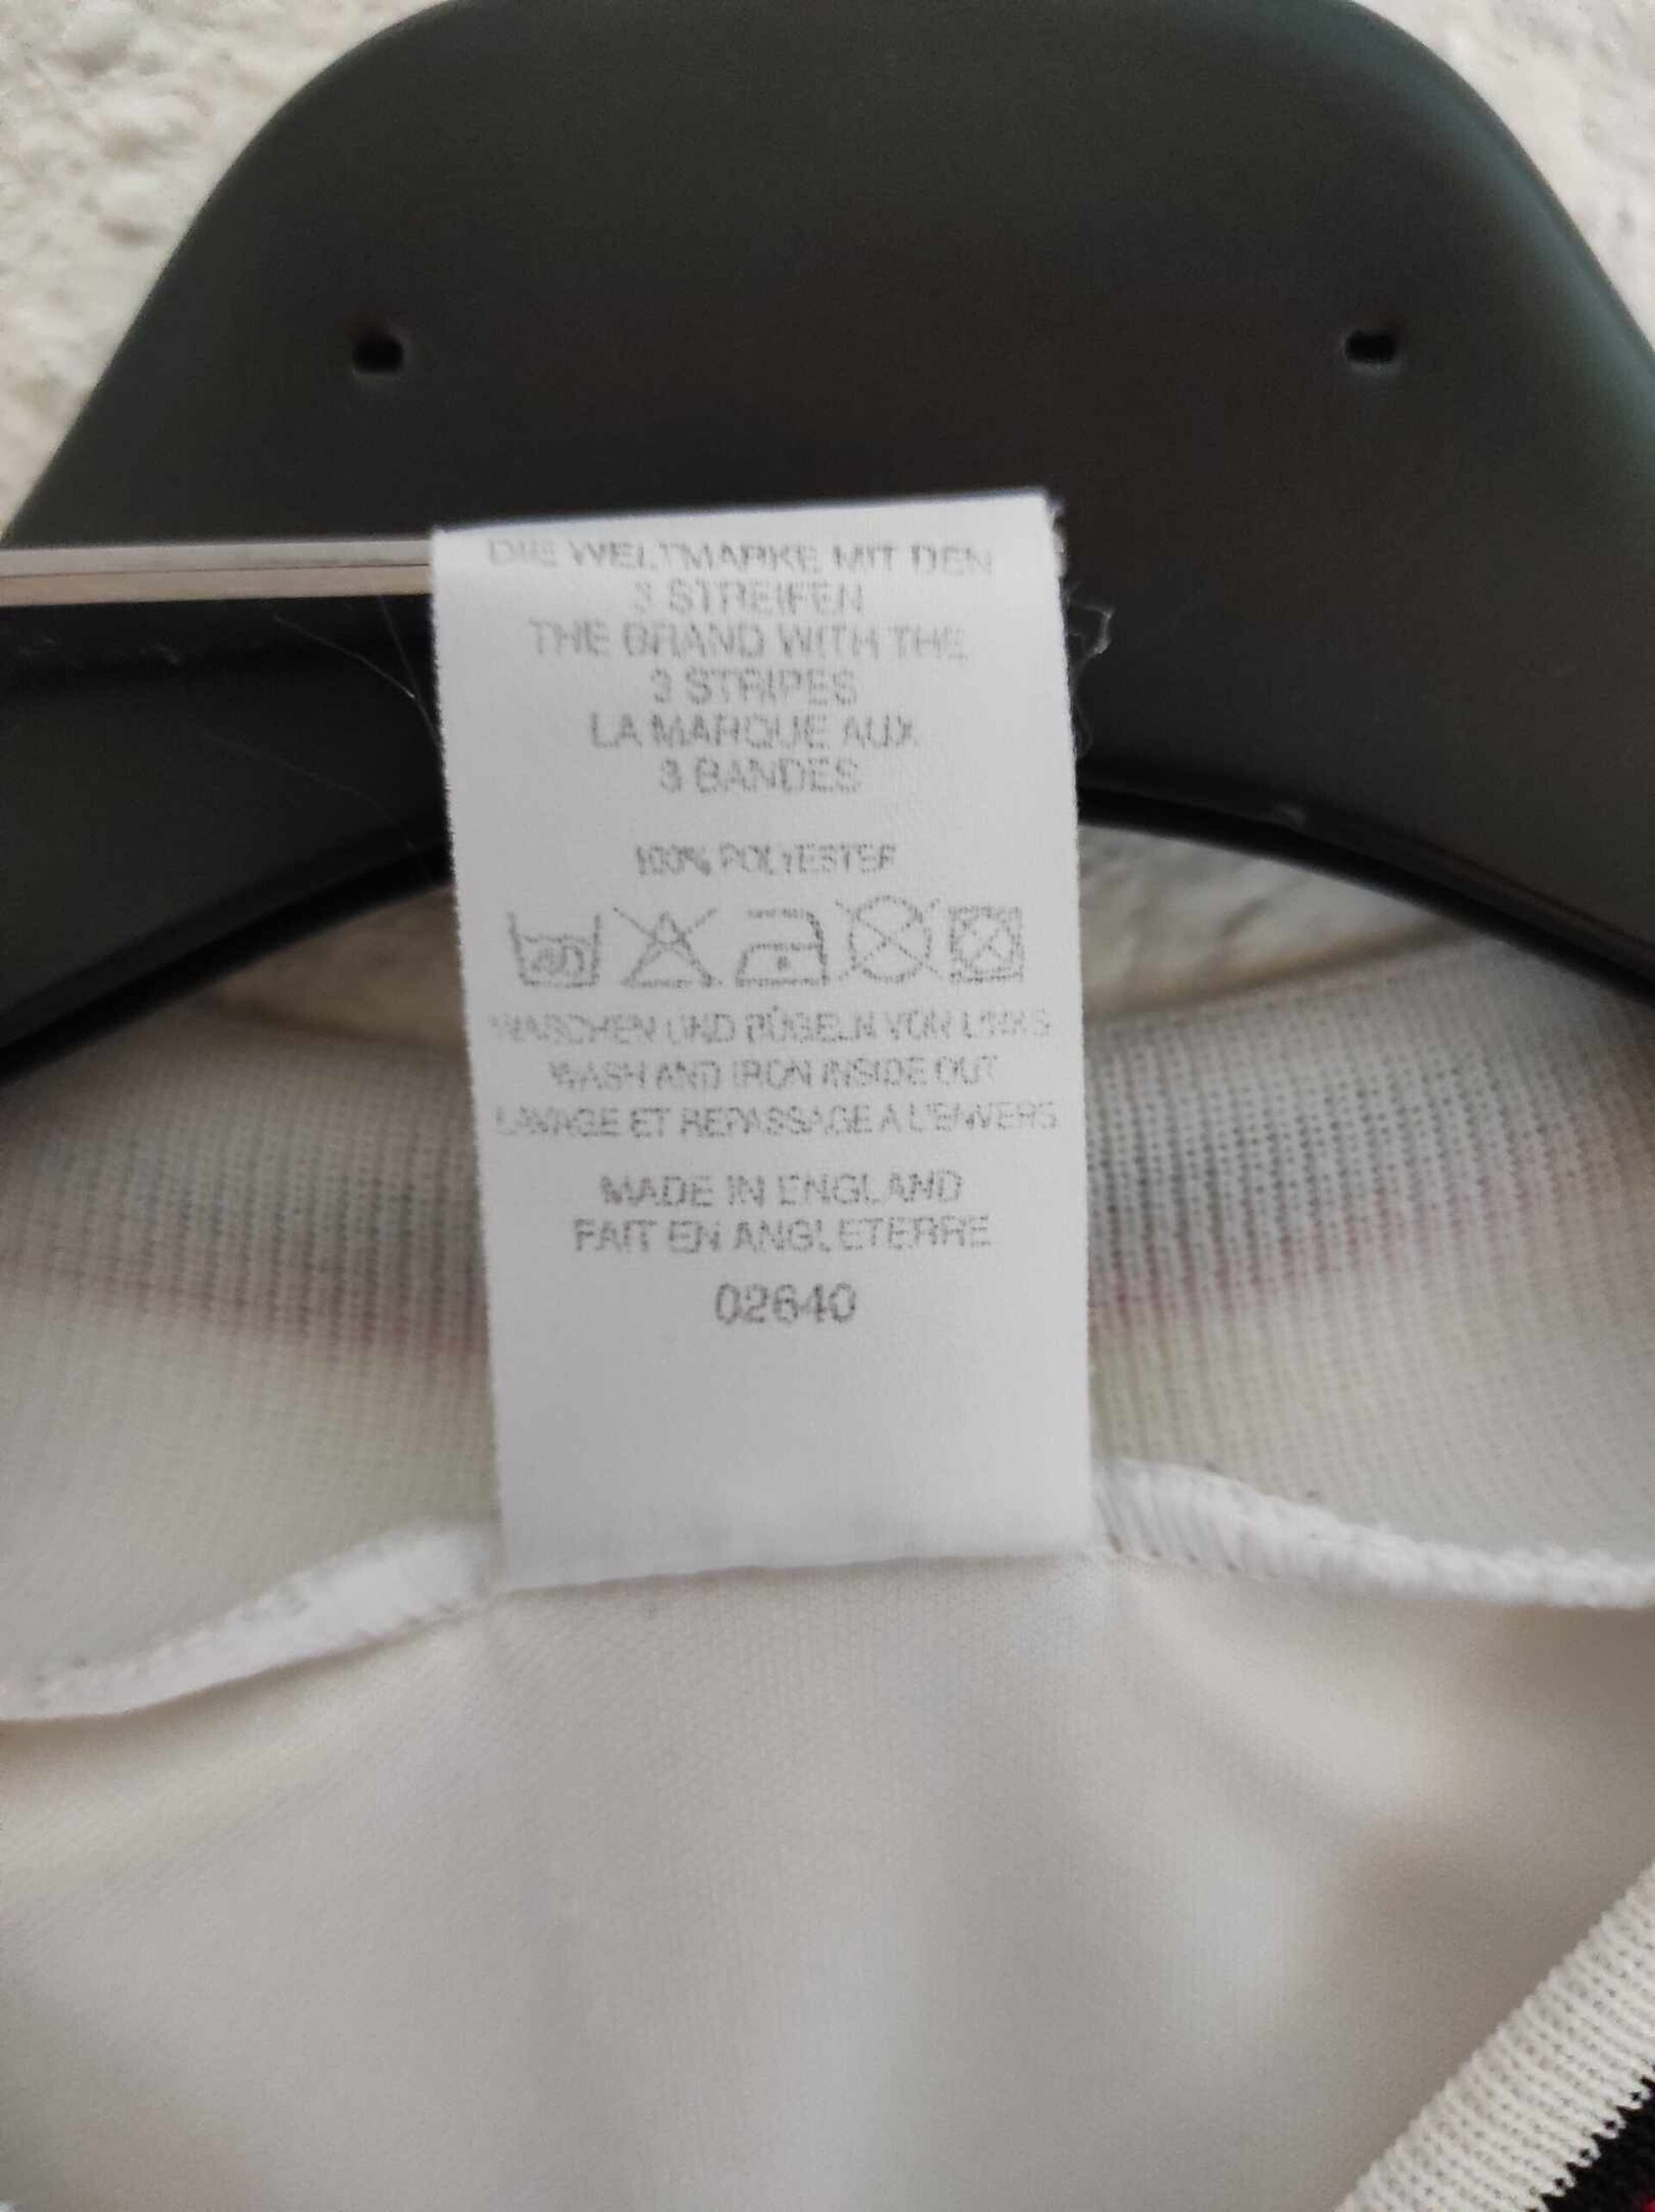 DIE WELTMARKE MIT DEN
3 STREIFEN
THE BRAND WITH THE
3 STRIPES
LA MARQUE AUX
3 BANDES
100% POLYESTER
40
WASCHEN UND BÜGELN VON LINKS
WASH AND IRON INSIDE OUT
LAVAGE ET REPASSAGE A L'ENVERS
MADE IN ENGLAND
FAIT EN ANGLETERRE
02640